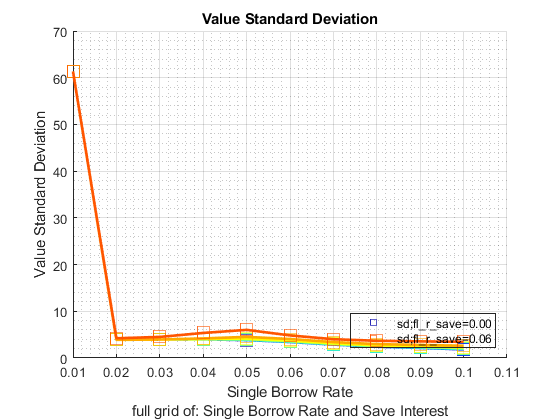 Value Standard Deviation
70
60
50
40
30
20
10
0
Value Standard Deviation
sd;fl_r_save=0.00
sd;fl_r_save=0.06
0.01 0.02 0.03 0.04 0.05 0.06 0.07 0.08 0.09 0.1 0.11
Single Borrow Rate
full grid of: Single Borrow Rate and Save Interest